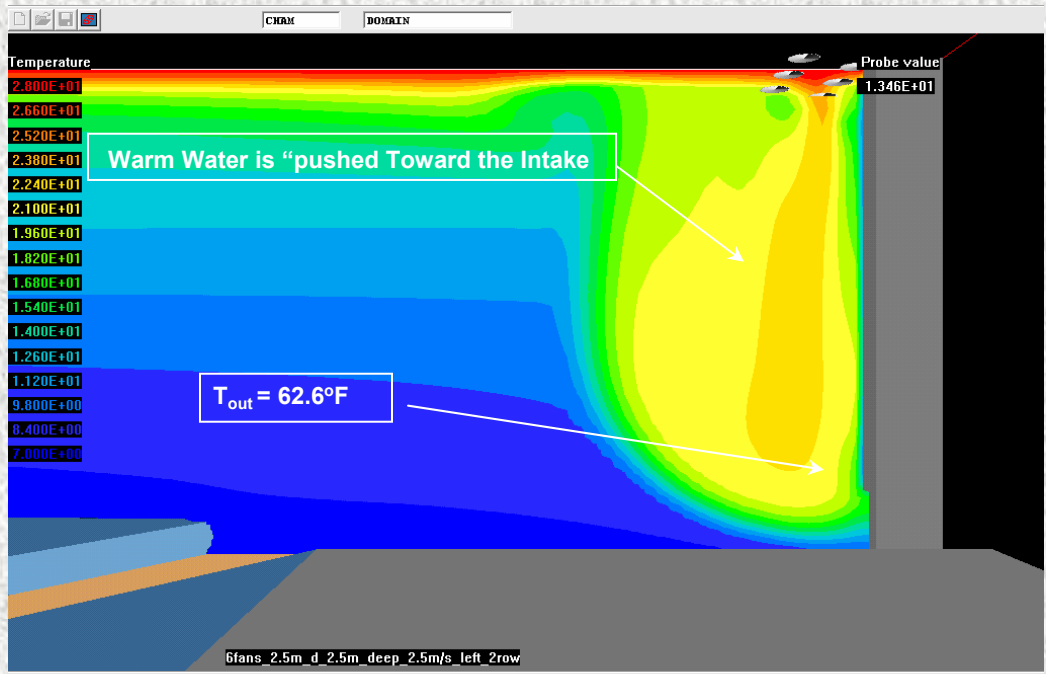 CHAM DOMAIN
Temperature
Probe value
2.800E+01
1.346E+01
2.660E+01
2.520E+01
2.380E+01
2.240E+01
2.100E+01
1.960E+01
1.820E+01
1.680E+01
1.540E+01
1.400E+01
1.260E+01
1.120E+01
9.800E+00
8.400E+00
7.000E+00
Warm Water is “pushed Toward the Intake
Tout = 62.6ºF
6fans_2.5m_d_2.5m_deep_2.5m/s_left_2row